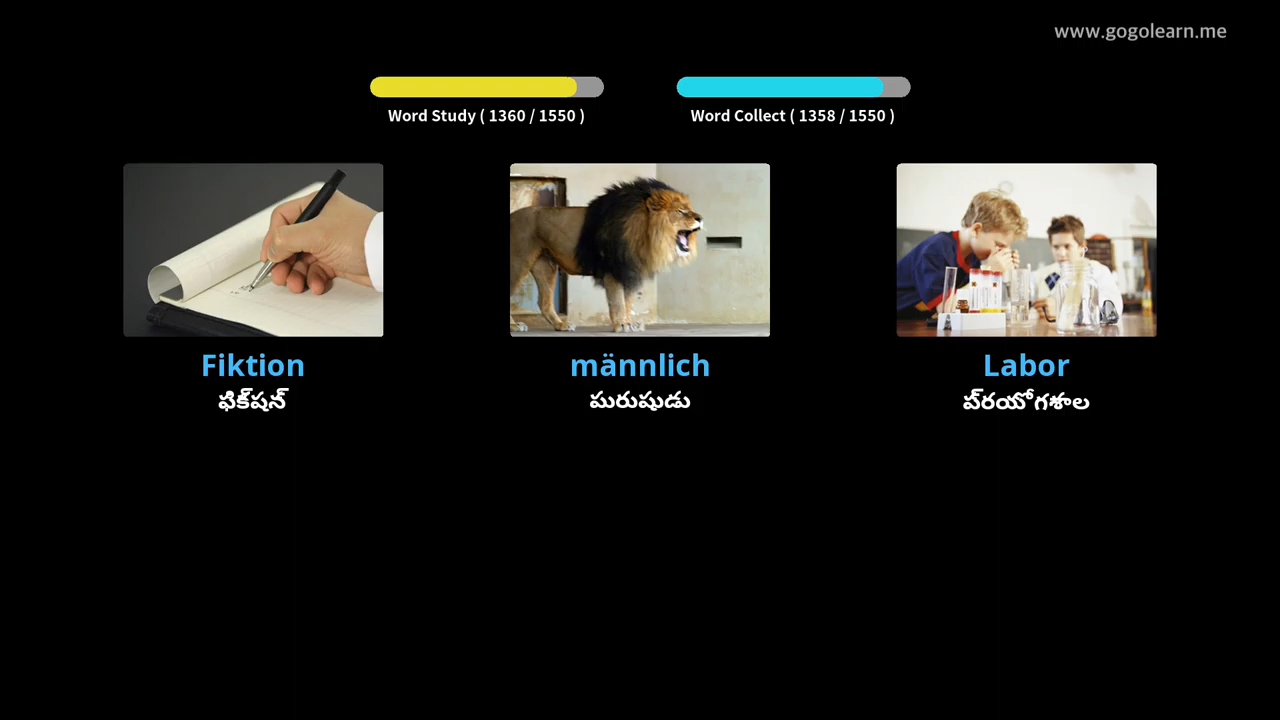 www.gogolearn.me
Word Study ( 1360 / 1550 )
Word Collect ( 1358 / 1550 )
Fiktion
männlich
Labor
ఫిక్‌షన్
పురుషుడు
ప్‌రయోగశాల